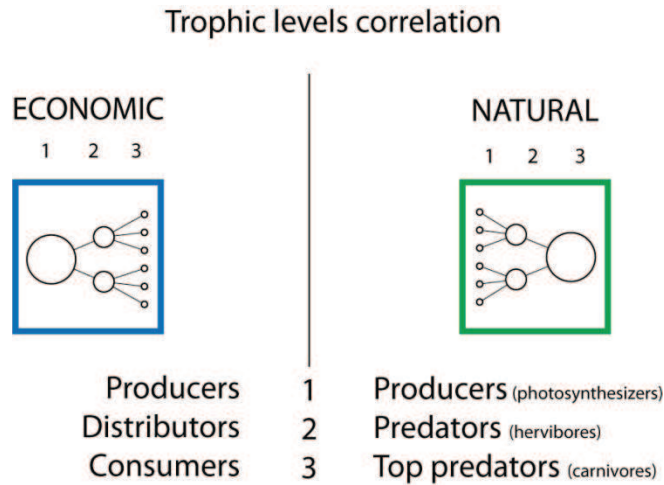 Trophic levels correlation
ECONOMIC
1 2 3
NATURAL
1 2 3
Producers 1 Producers (photosynthesizers)
Distributors 2 Predators (hervibores)
Consumers 3 Top predators (carnivores)